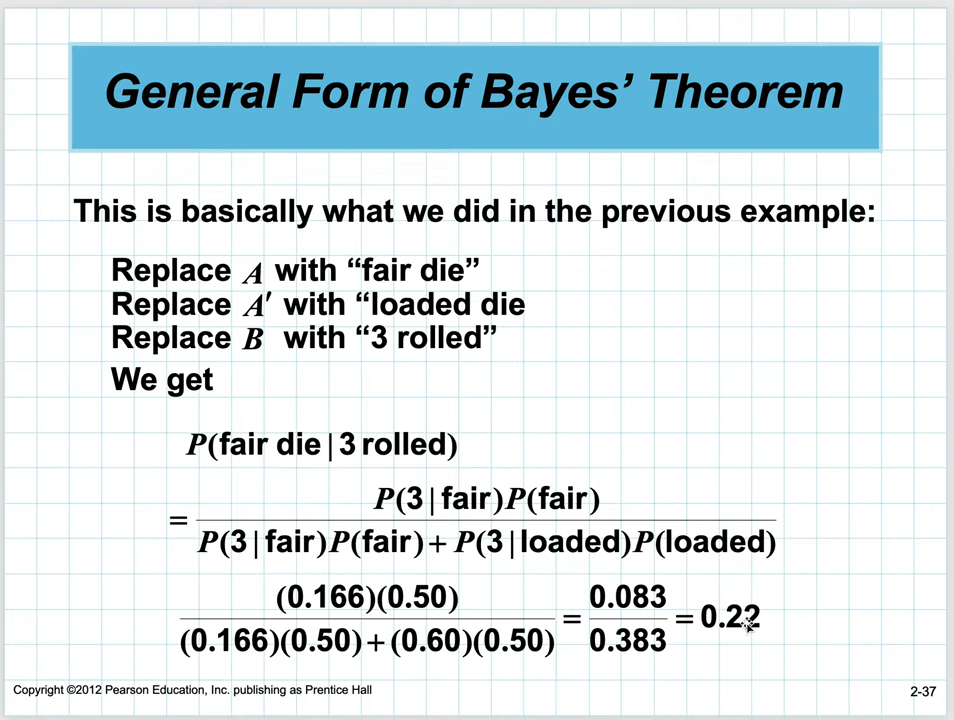 General Form of Bayes’ Theorem
This is basically what we did in the previous example:
Replace A with “fair die”
Replace A′ with “loaded die
Replace B with “3 rolled”
We get
P(fair die | 3 rolled)
= P(3 | fair)P(fair)
P(3 | fair)P(fair) + P(3 | loaded)P(loaded)
(0.166)(0.50)
(0.166)(0.50) + (0.60)(0.50)
= 0.083
0.383
= 0.22
Copyright ©2012 Pearson Education, Inc. publishing as Prentice Hall
2-37